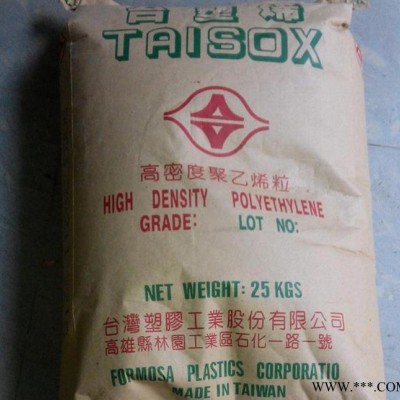 台塑烯
TAISOX
高密度聚乙烯粒
HIGH DENSITY POLYETHYLENE
GRADE: LOT NO:
NET WEIGHT: 25 KGS
台灣塑膠工業股份有限公司
高雄縣林園工業區石化一路一號
FORMOSA PLASTICS CORPORATIO
MADE IN TAIWAN
www.***.COM